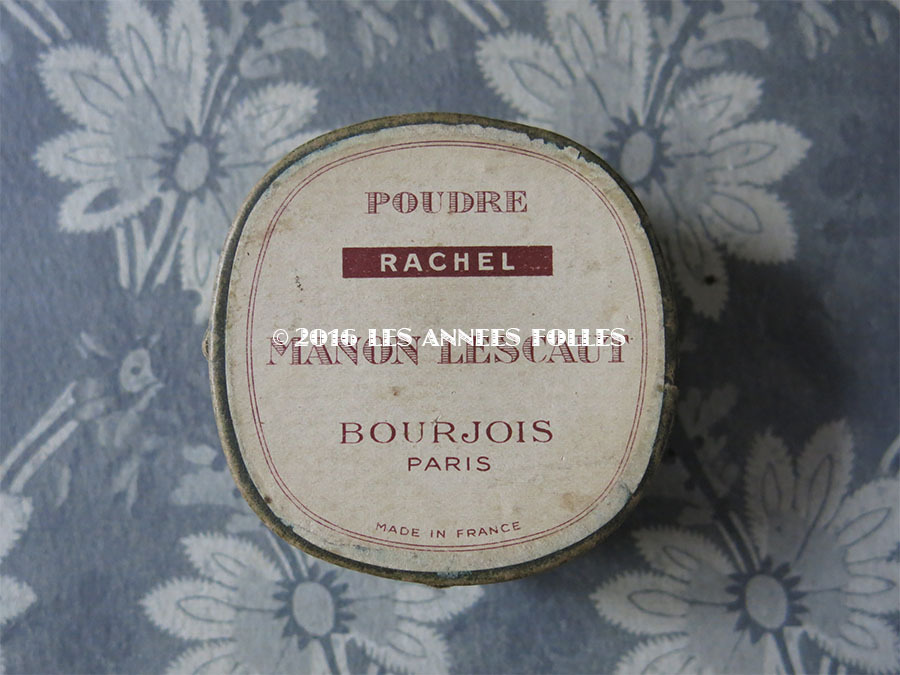 POUDRE
RACHEL
© 2016 LES ANNEES FOLLES
MANON LESCAUT
BOURJOIS
PARIS
MADE IN FRANCE